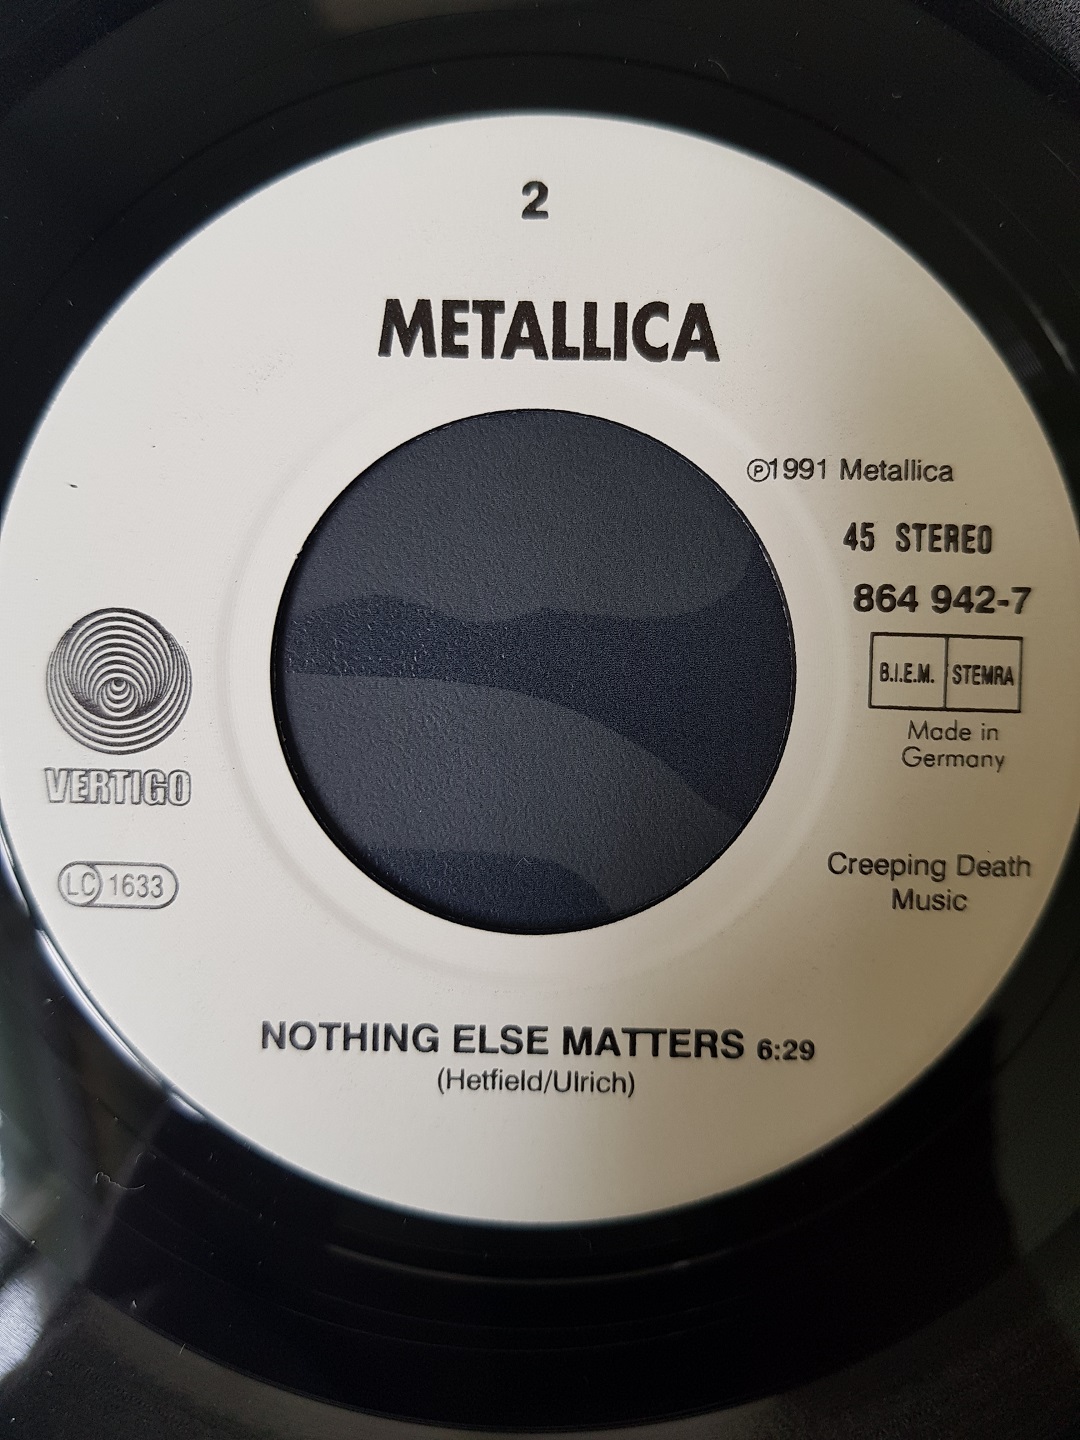 2
METALLICA
℗1991 Metallica
45 STEREO
864 942-7
B.I.E.M. STEMRA
Made in
Germany
VERTIGO
LC 1633
Creeping Death
Music
NOTHING ELSE MATTERS 6:29
(Hetfield/Ulrich)